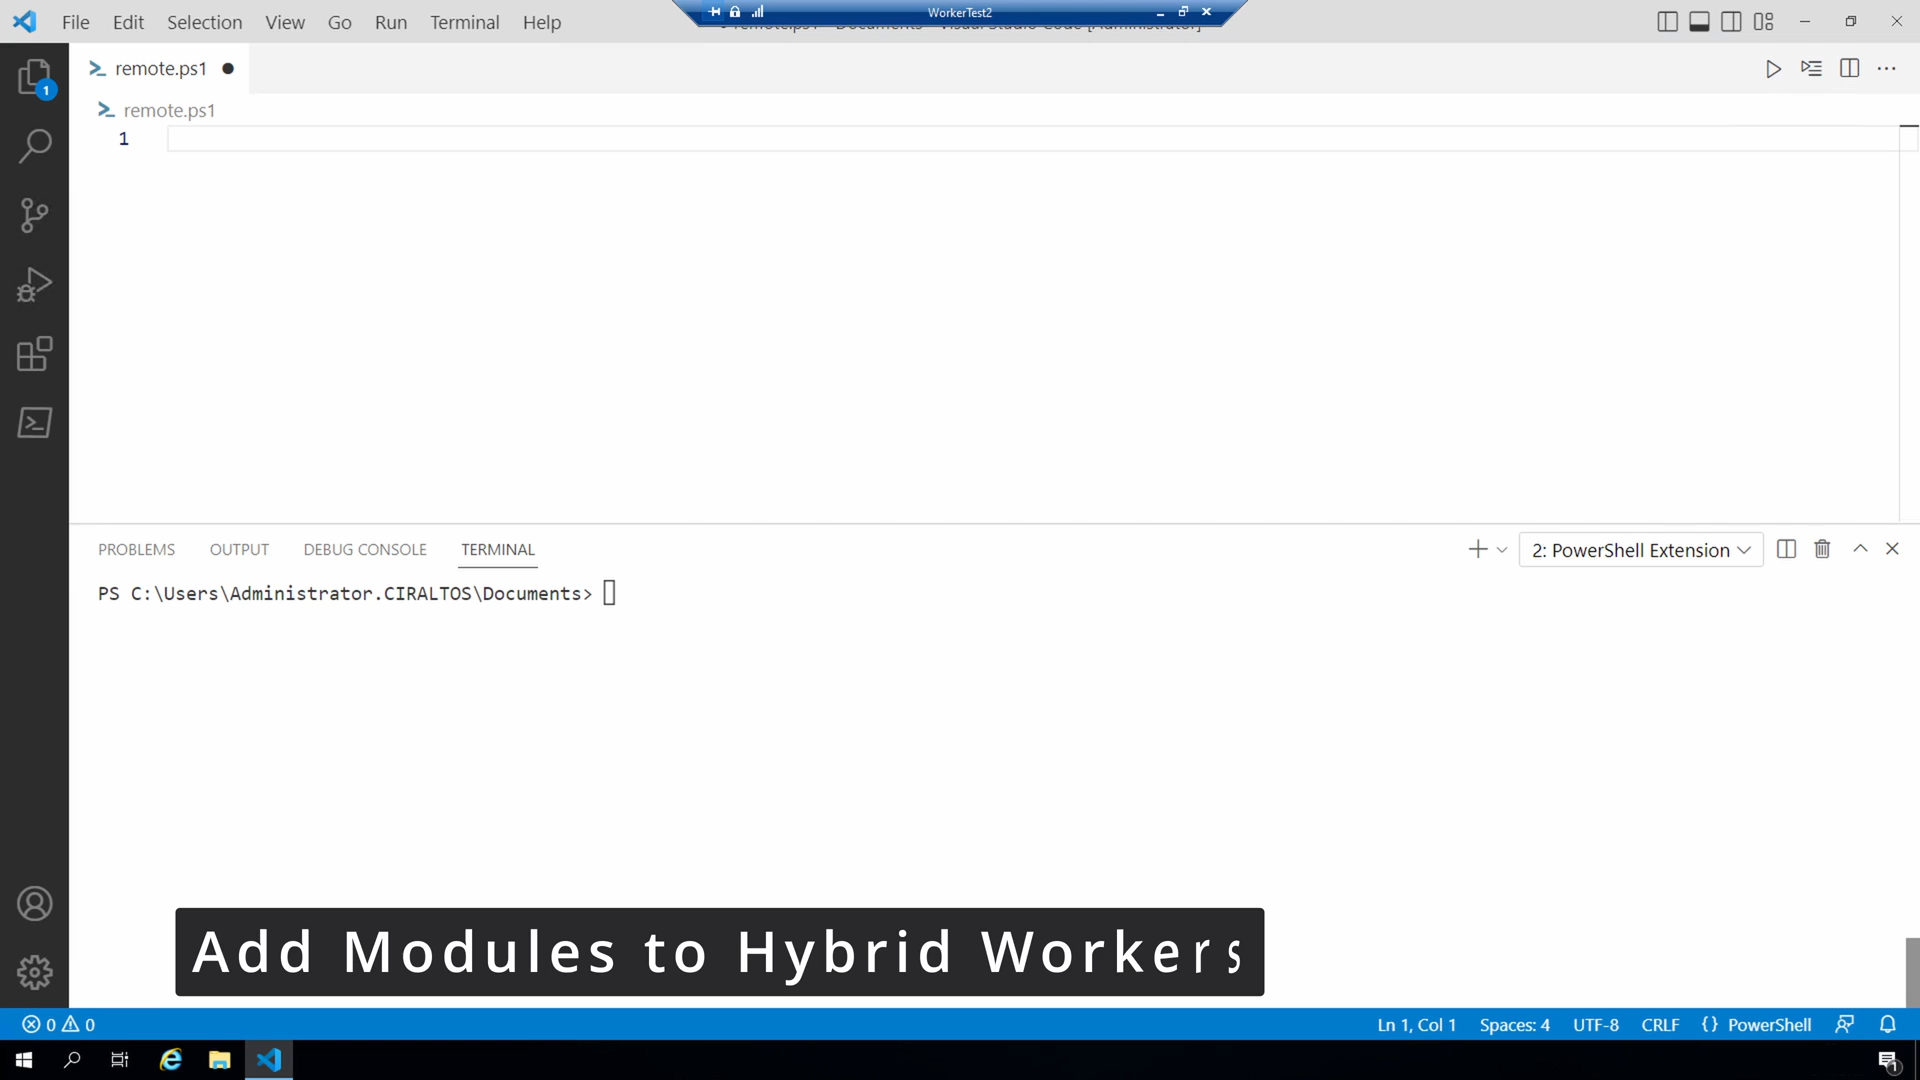 File Edit Selection View Go Run Terminal Help
WorkerTest2
remote.ps1
remote.ps1
1
1
PROBLEMS OUTPUT DEBUG CONSOLE TERMINAL
2: PowerShell Extension
PS C:\Users\Administrator.CIRALTOS\Documents>
Add Modules to Hybrid Workers
0 0
Ln 1, Col 1 Spaces: 4 UTF-8 CRLF {} PowerShell
1